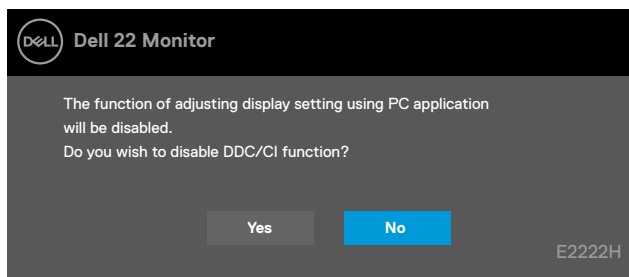 DELL Dell 22 Monitor
The function of adjusting display setting using PC application
will be disabled.
Do you wish to disable DDC/CI function?
Yes No
E2222H